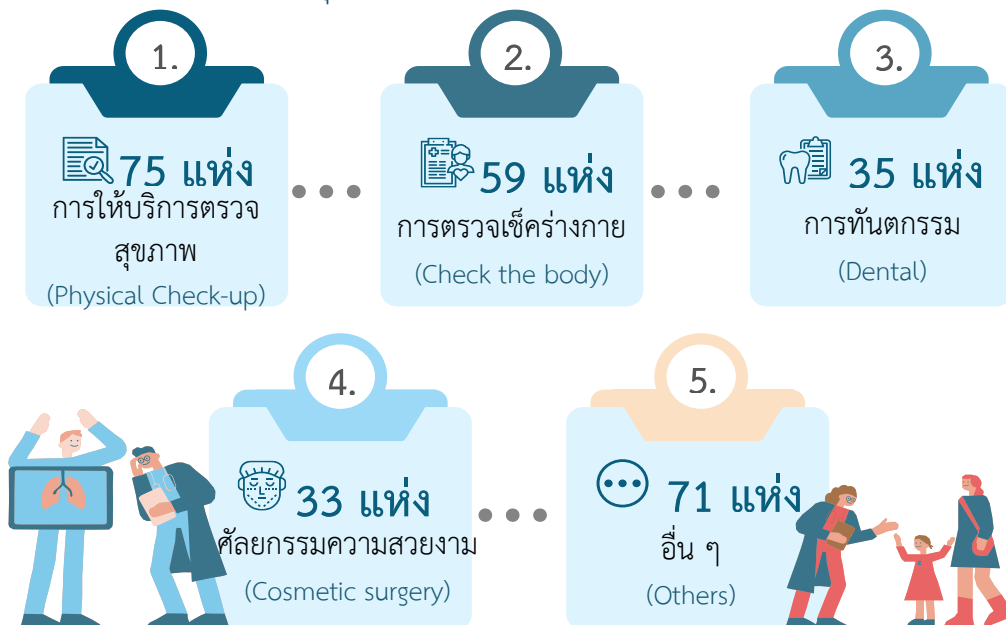 1.
75 แห่ง
การให้บริการตรวจ
สุขภาพ
(Physical Check-up)
2.
59 แห่ง
การตรวจเช็คร่างกาย
(Check the body)
3.
35 แห่ง
การทันตกรรม
(Dental)
4.
33 แห่ง
ศัลยกรรมความสวยงาม
(Cosmetic surgery)
5.
71 แห่ง
อื่น ๆ
(Others)